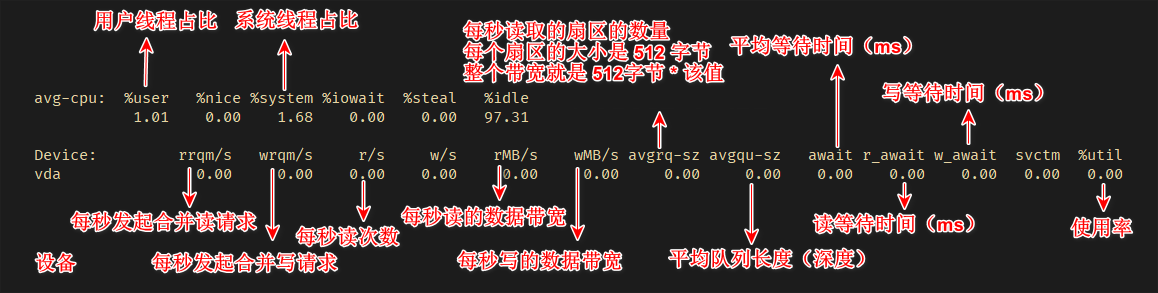 用户线程占比 系统线程占比
每秒读取的扇区的数量
每个扇区的大小是 512 字节
整个带宽就是 512字节 * 该值
平均等待时间（ms）
写等待时间（ms）
avg-cpu: %user %nice %system %iowait %steal %idle
1.01 0.00 1.68 0.00 0.00 97.31
Device: rrqm/s wrqm/s r/s w/s rMB/s wMB/s avgrq-sz avgqu-sz await r_await w_await svctm %util
vda 0.00 0.00 0.00 0.00 0.00 0.00 0.00 0.00 0.00 0.00 0.00 0.00 0.00
每秒发起合并读请求
每秒读次数
每秒读的数据带宽
读等待时间（ms）
使用率
设备
每秒发起合并写请求
每秒写的数据带宽
平均队列长度（深度）